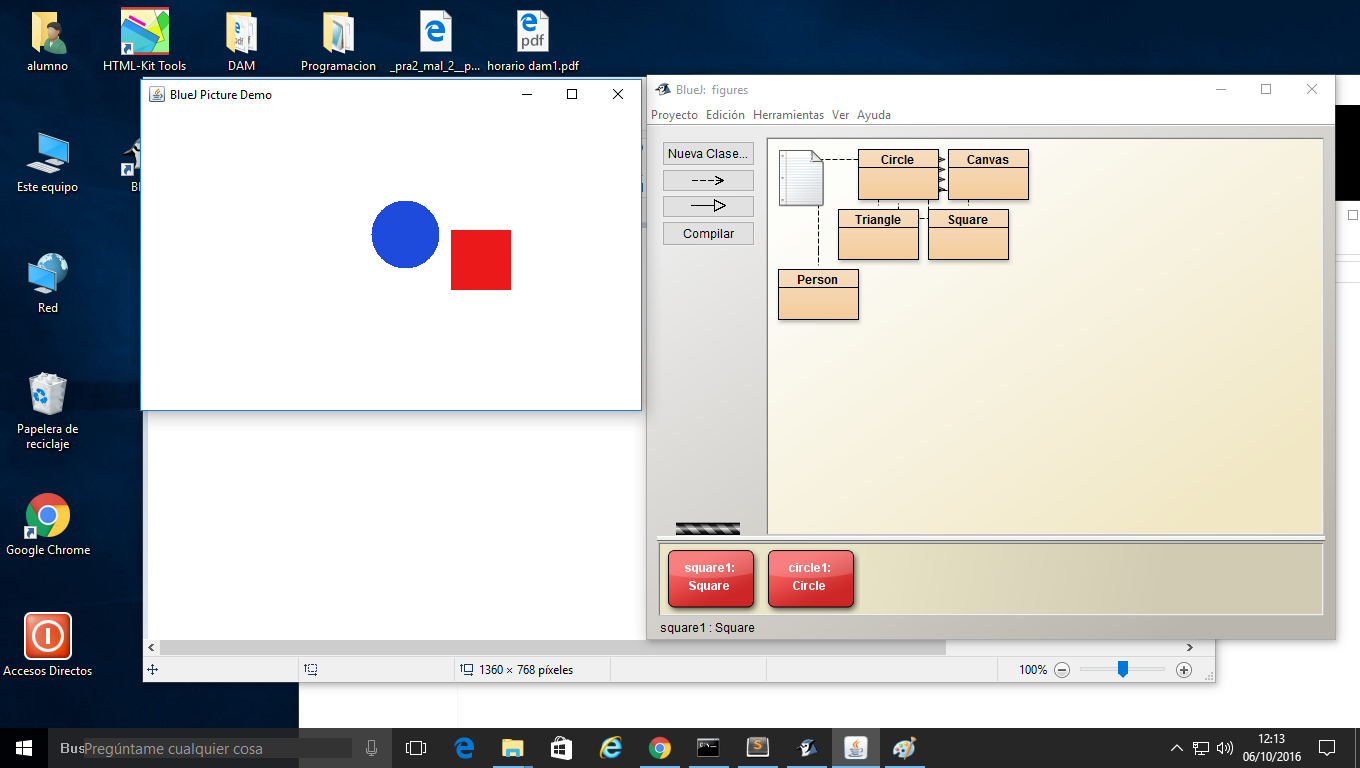 alumno
HTML-Kit Tools
DAM
Programacion
_pra2_mal_2__p...
pdf
horario dam1.pdf
Este equipo
Red
Papelera de
reciclaje
Google Chrome
Accesos Directos
BlueJ Picture Demo
BlueJ: figures
Proyecto Edición Herramientas Ver Ayuda
Nueva Clase...
Compilar
Circle
Canvas
Triangle
Square
Person
square1:
Square
circle1:
Circle
square1 : Square
1360 × 768 píxeles
100%
Pregúntame cualquier cosa
12:13
06/10/2016